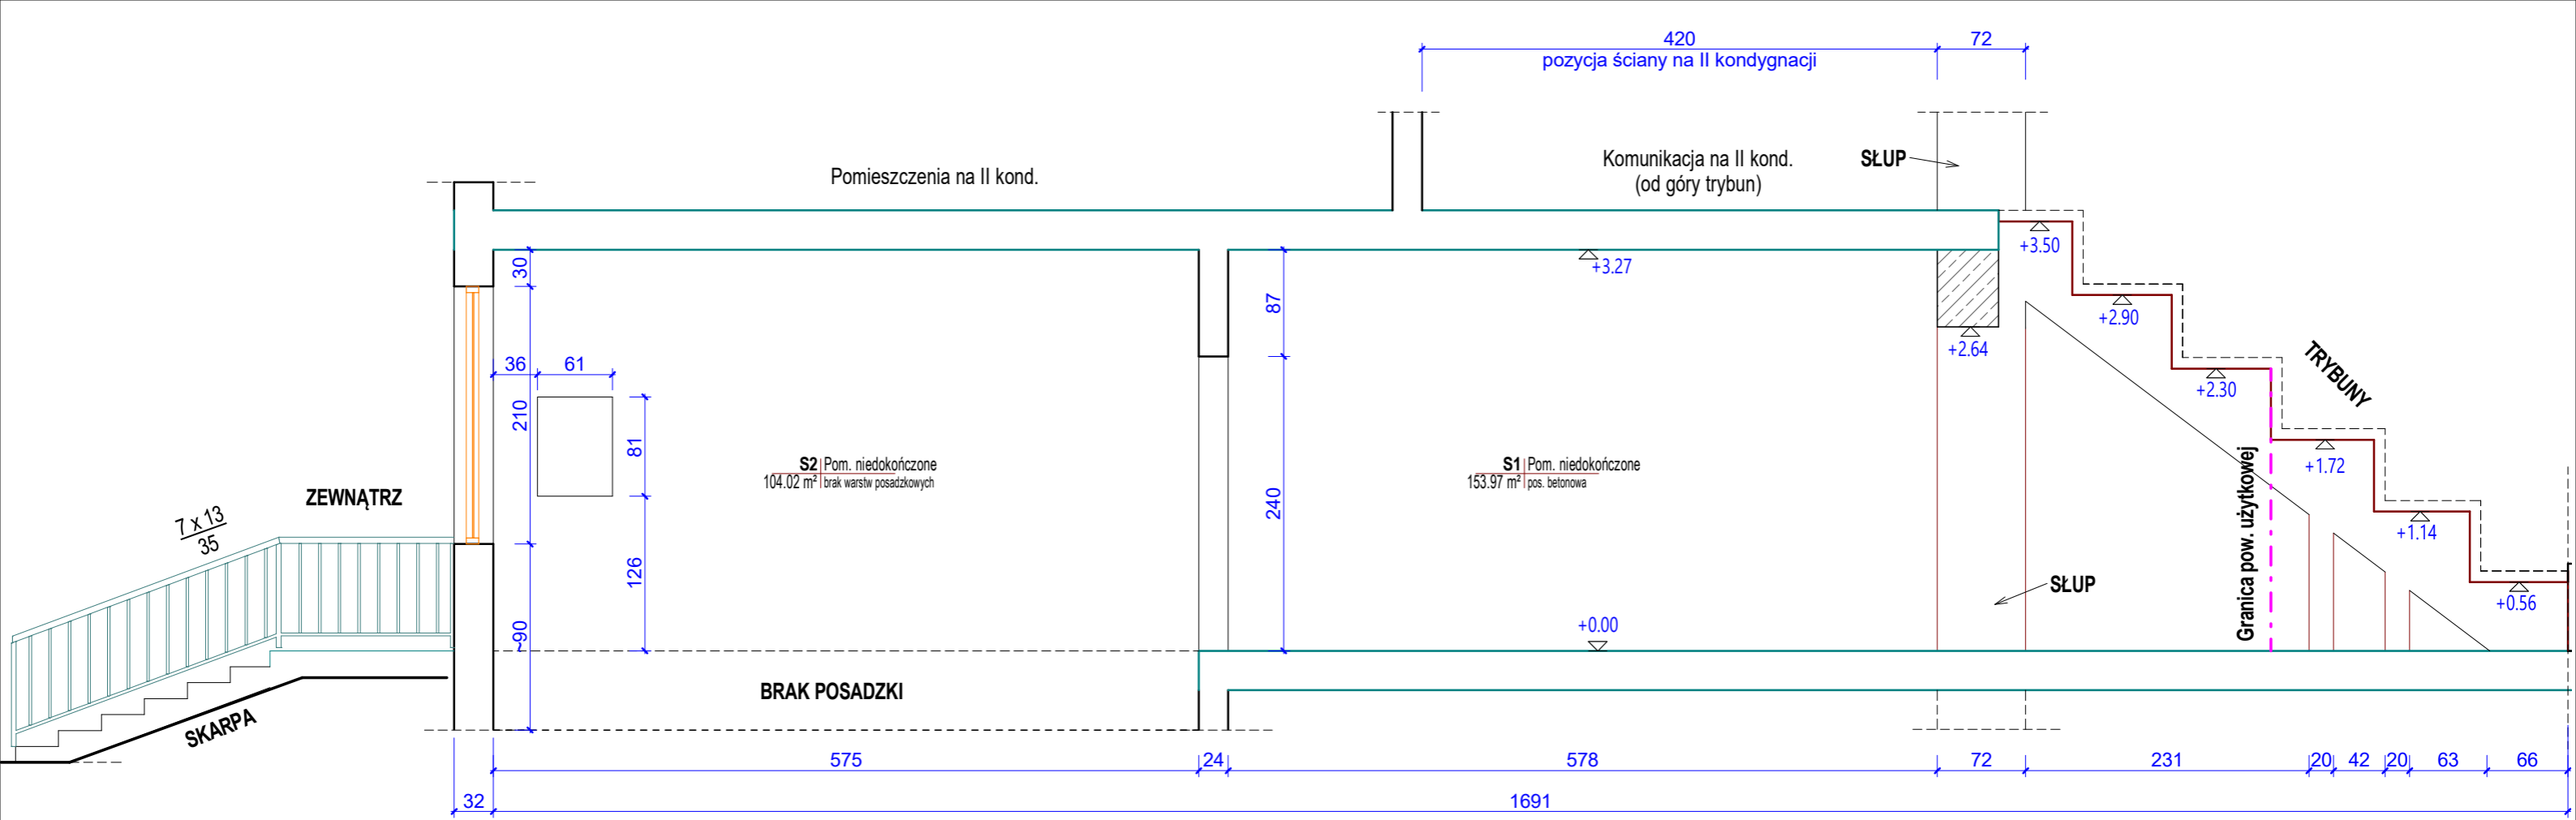 420
72
pozycja ściany na II kondygnacji
Pomieszczenia na II kond.
Komunikacja na II kond.
(od góry trybun)
SŁUP
+3.50
+3.27
30
87
+2.90
+2.64
36
61
+2.30
TRYBUNY
210
81
S2 Pom. niedokończone
104.02 m² brak warstw posadzkowych
S1 Pom. niedokończone
153.97 m² pos. betonowa
+1.72
ZEWNĄTRZ
240
Granica pow. użytkowej
7 x 13
35
+1.14
126
SŁUP
+0.56
~90
+0.00
BRAK POSADZKI
SKARPA
575
24
578
72
231
20
42
20
63
66
32
1691